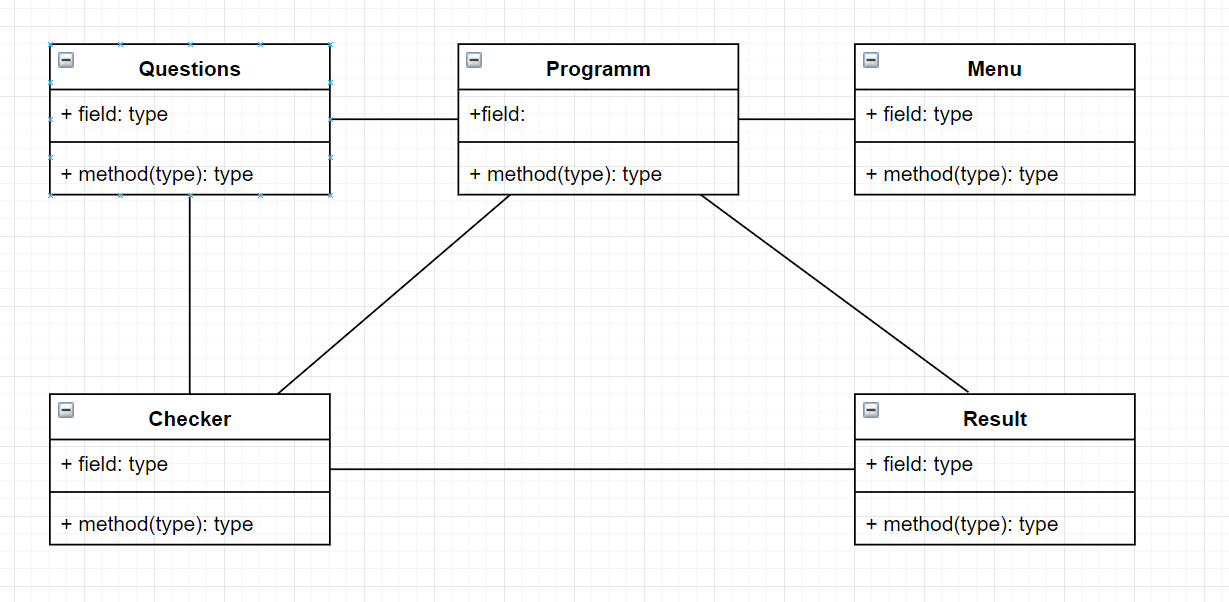 Questions
+ field: type
+ method(type): type
Programm
+field:
+ method(type): type
Menu
+ field: type
+ method(type): type
Checker
+ field: type
+ method(type): type
Result
+ field: type
+ method(type): type